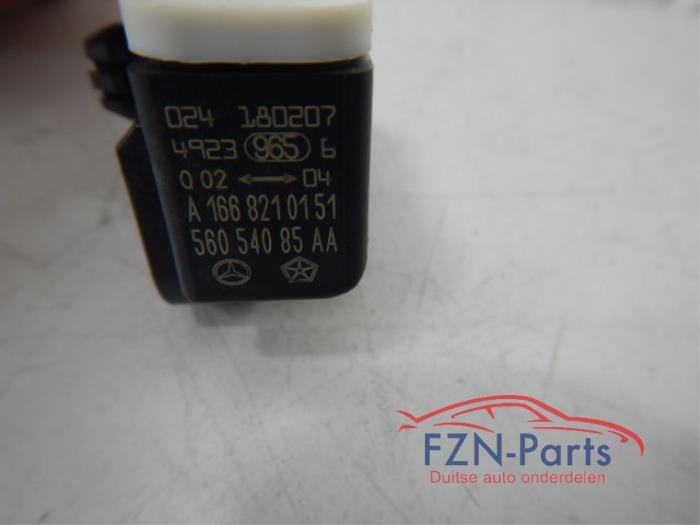 024 180207
4923 965 6
0 02 04
A 166 821 01 51
560 540 85 AA
FZN-Parts
Duitse auto onderdelen